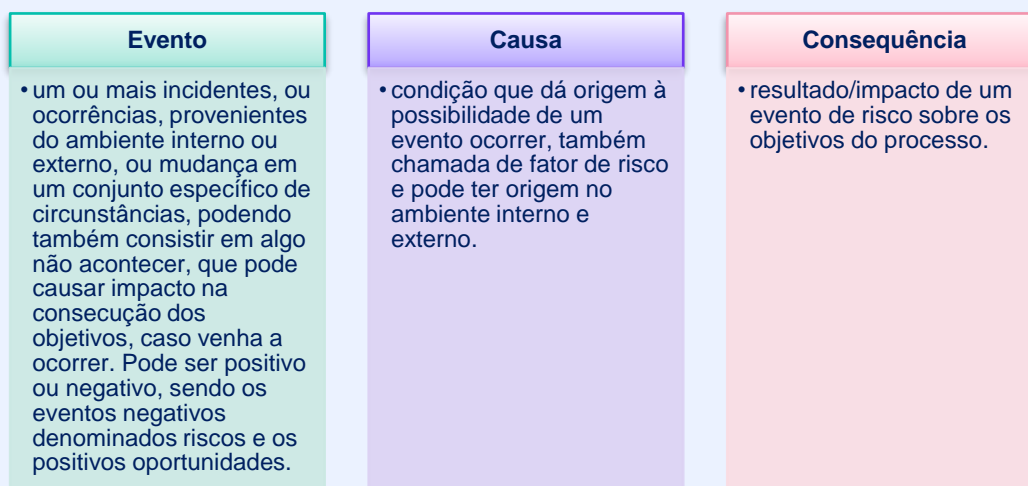 Evento
• um ou mais incidentes, ou
ocorrências, provenientes
do ambiente interno ou
externo, ou mudança em
um conjunto específico de
circunstâncias, podendo
também consistir em algo
não acontecer, que pode
causar impacto na
consecução dos
objetivos, caso venha a
ocorrer. Pode ser positivo
ou negativo, sendo os
eventos negativos
denominados riscos e os
positivos oportunidades.
Causa
• condição que dá origem à
possibilidade de um
evento ocorrer, também
chamada de fator de risco
e pode ter origem no
ambiente interno e
externo.
Consequência
• resultado/impacto de um
evento de risco sobre os
objetivos do processo.